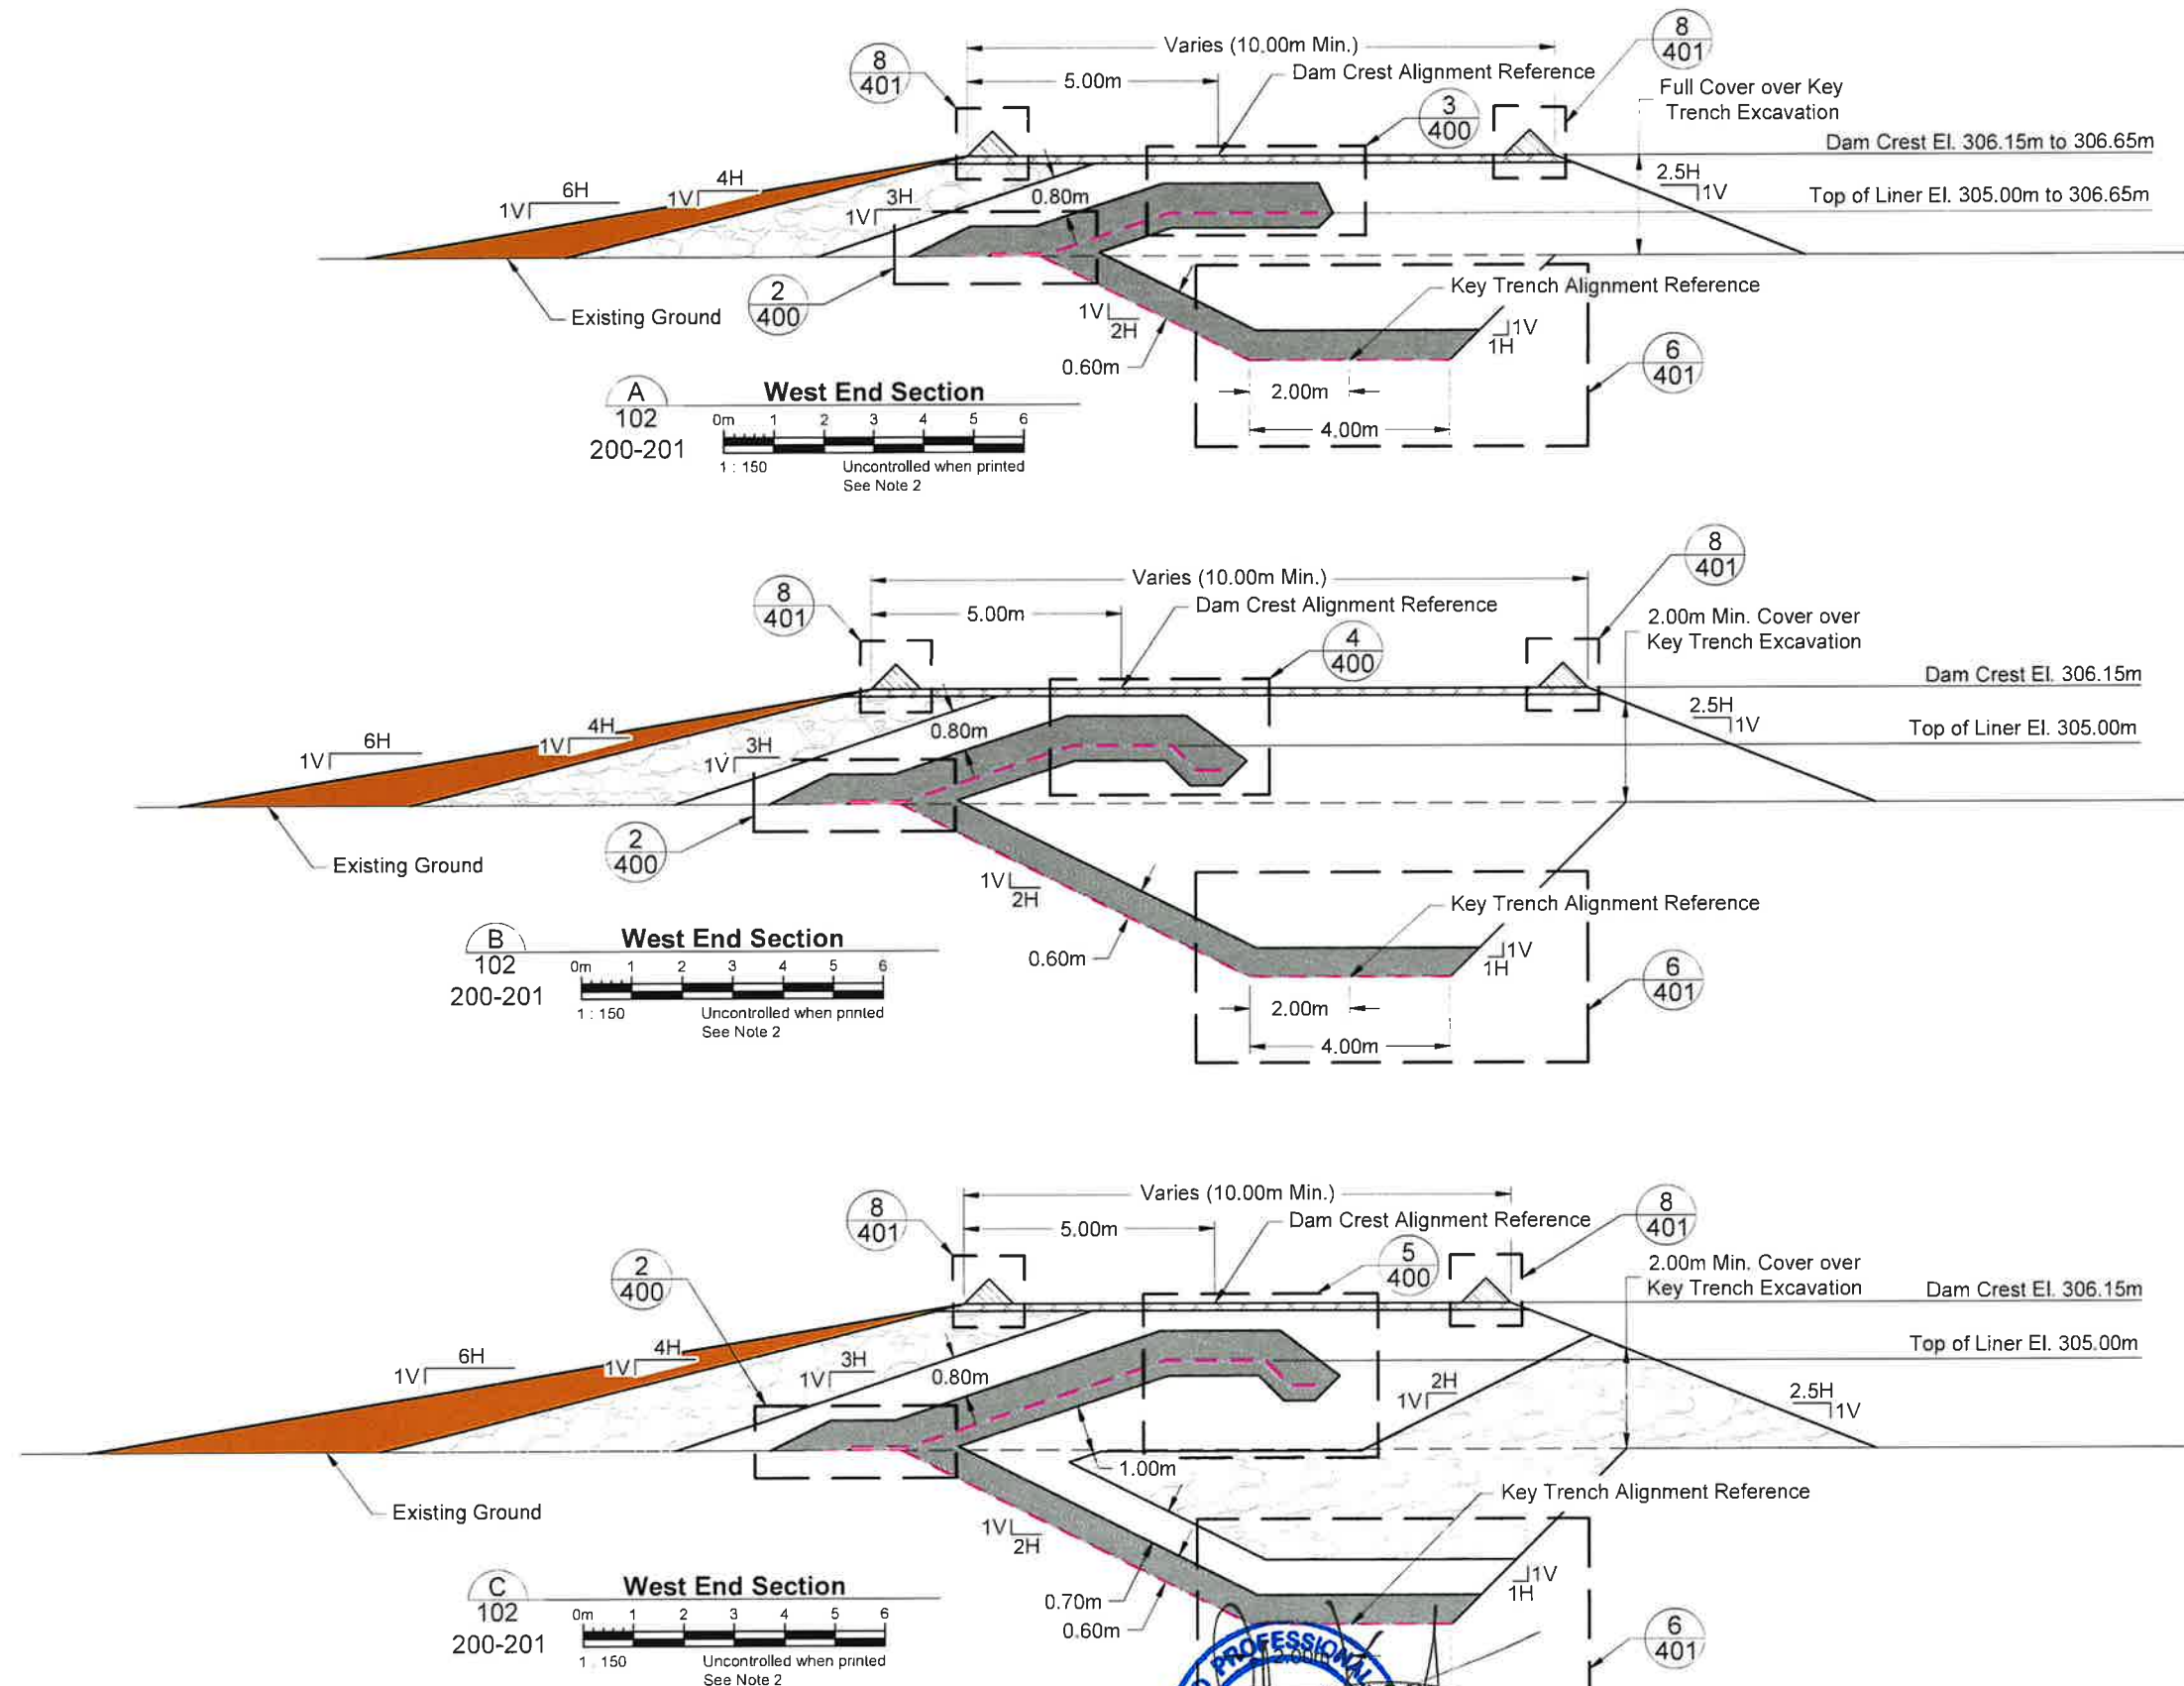 Varies (10.00m Min.)
8
401
8
401
5.00m
Dam Crest Alignment Reference
Full Cover over Key
Trench Excavation
3
400
Dam Crest El. 306.15m to 306.65m
6H
1V
4H
1V
3H
1V
0.80m
2.5H
1V
Top of Liner El. 305.00m to 306.65m
2
400
Existing Ground
Key Trench Alignment Reference
1V
2H
1V
1H
0.60m
6
401
2.00m
4.00m
A
102
200-201
West End Section
0m 1 2 3 4 5 6
1 : 150
Uncontrolled when printed
See Note 2
Varies (10.00m Min.)
8
401
8
401
5.00m
Dam Crest Alignment Reference
2.00m Min. Cover over
Key Trench Excavation
4
400
Dam Crest El. 306.15m
6H
1V
4H
1V
3H
1V
0.80m
2.5H
1V
Top of Liner El. 305.00m
2
400
Existing Ground
1V
2H
Key Trench Alignment Reference
0.60m
1V
1H
6
401
2.00m
4.00m
B
102
200-201
West End Section
0m 1 2 3 4 5 6
1 : 150
Uncontrolled when printed
See Note 2
Varies (10.00m Min.)
8
401
8
401
5.00m
Dam Crest Alignment Reference
2
400
5
400
2.00m Min. Cover over
Key Trench Excavation
Dam Crest El. 306.15m
Top of Liner El. 305.00m
6H
1V
4H
1V
3H
1V
0.80m
2H
1V
2.5H
1V
1.00m
Existing Ground
Key Trench Alignment Reference
1V
2H
1V
1H
0.70m
0.60m
6
401
C
102
200-201
West End Section
0m 1 2 3 4 5 6
1 : 150
Uncontrolled when printed
See Note 2
PROFESSIONAL
2.00m